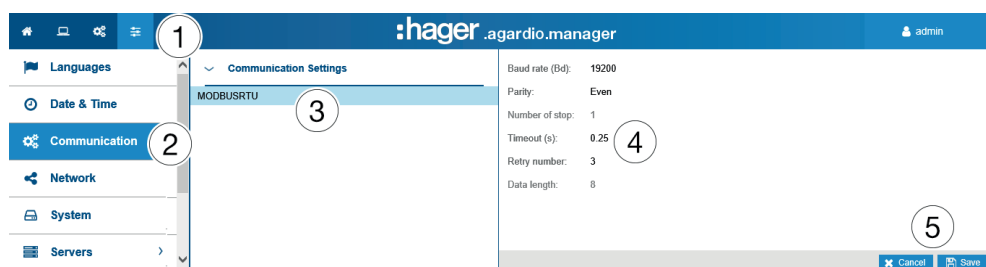 1
:hager .agardio.manager
admin
Languages
Date & Time
Communication
2
Network
System
Servers
Communication Settings
MODBUSRTU
3
Baud rate (Bd): 19200
Parity: Even
Number of stop: 1
Timeout (s): 0.25
4
Retry number: 3
Data length: 8
5
Cancel Save